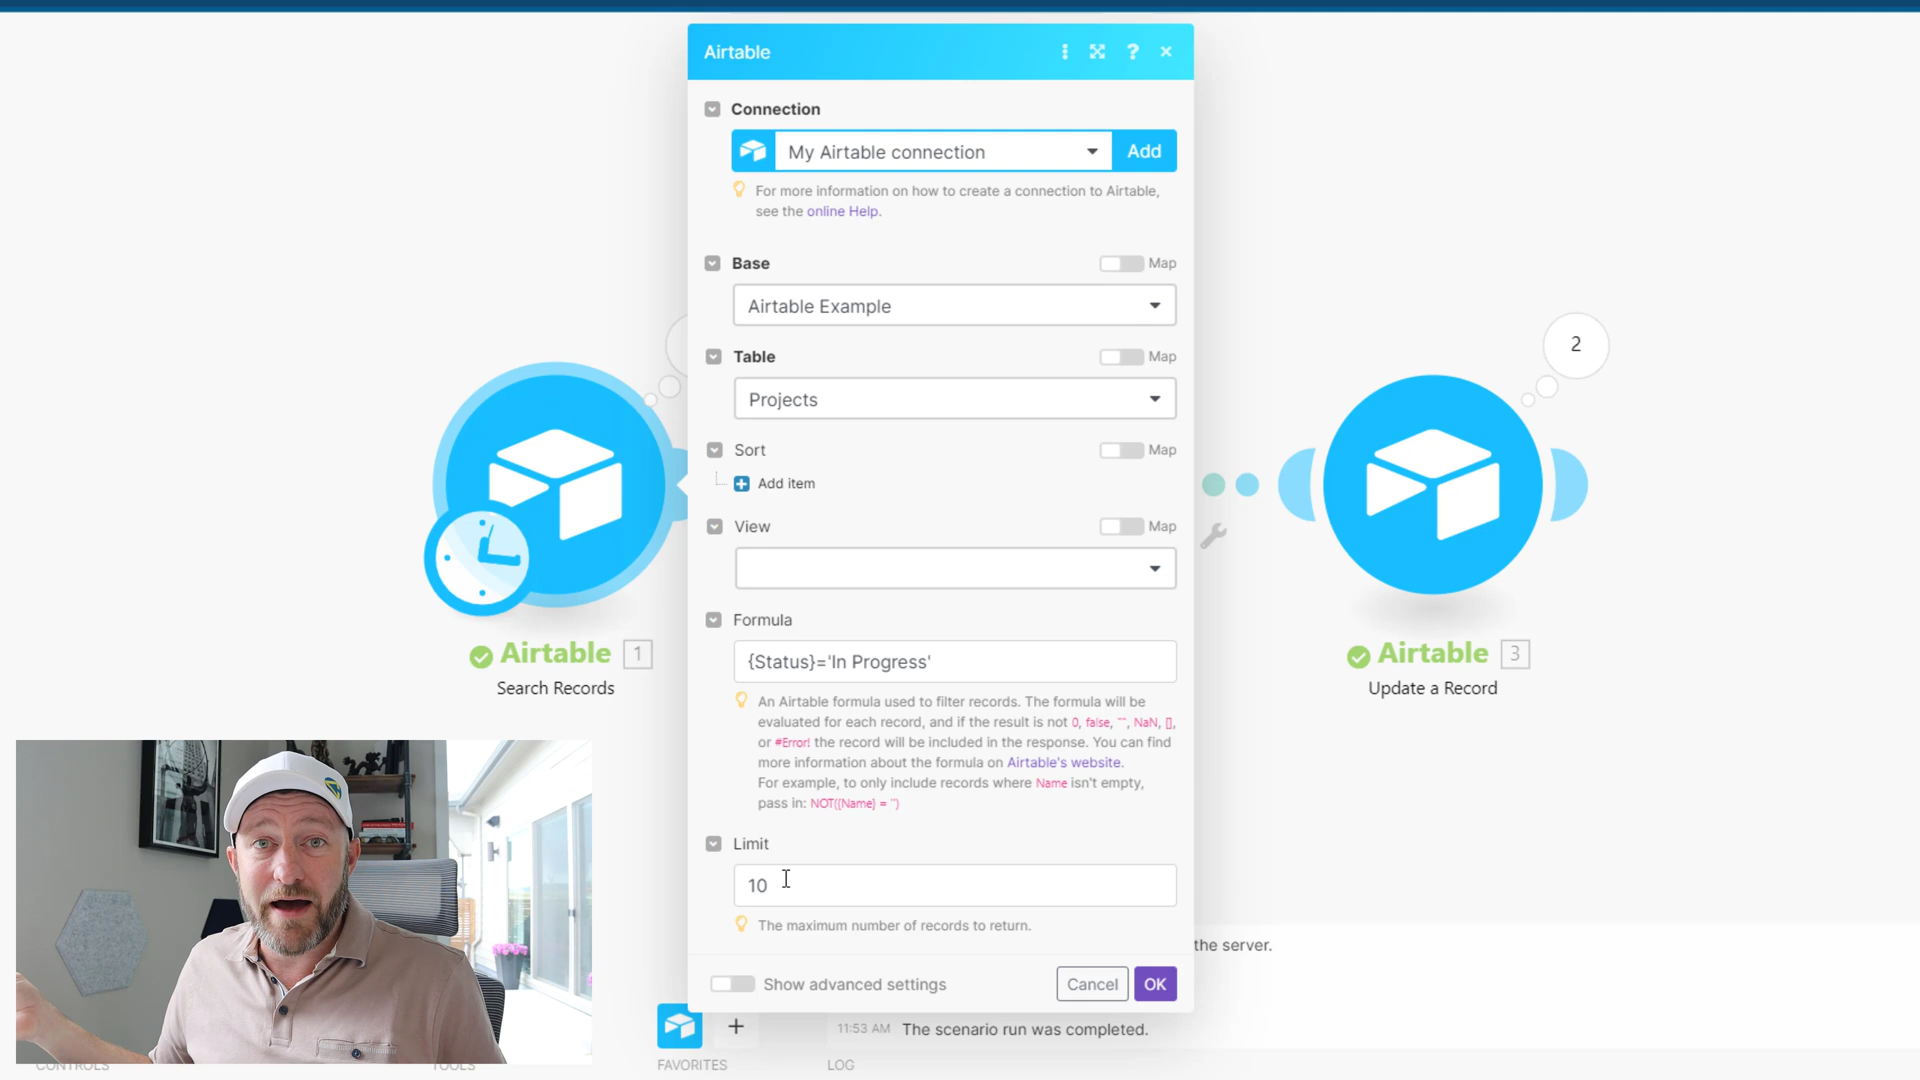 Airtable
?
Connection
My Airtable connection
Add
For more information on how to create a connection to Airtable,
see the online Help.
Base
Map
Airtable Example
Table
Map
Projects
Sort
Map
Add item
View
Map
Formula
{Status}='In Progress'
An Airtable formula used to filter records. The formula will be
evaluated for each record, and if the result is not 0, false, "", NaN, [],
or #Error! the record will be included in the response. You can find
more information about the formula on Airtable's website.
For example, to only include records where Name isn't empty,
pass in: NOT({Name} = '')
Limit
10
The maximum number of records to return.
Show advanced settings
Cancel
OK
Airtable 1
Search Records
2
Airtable 3
Update a Record
the server.
11:53 AM The scenario run was completed.
CONTROLS
TOOLS
FAVORITES
LOG